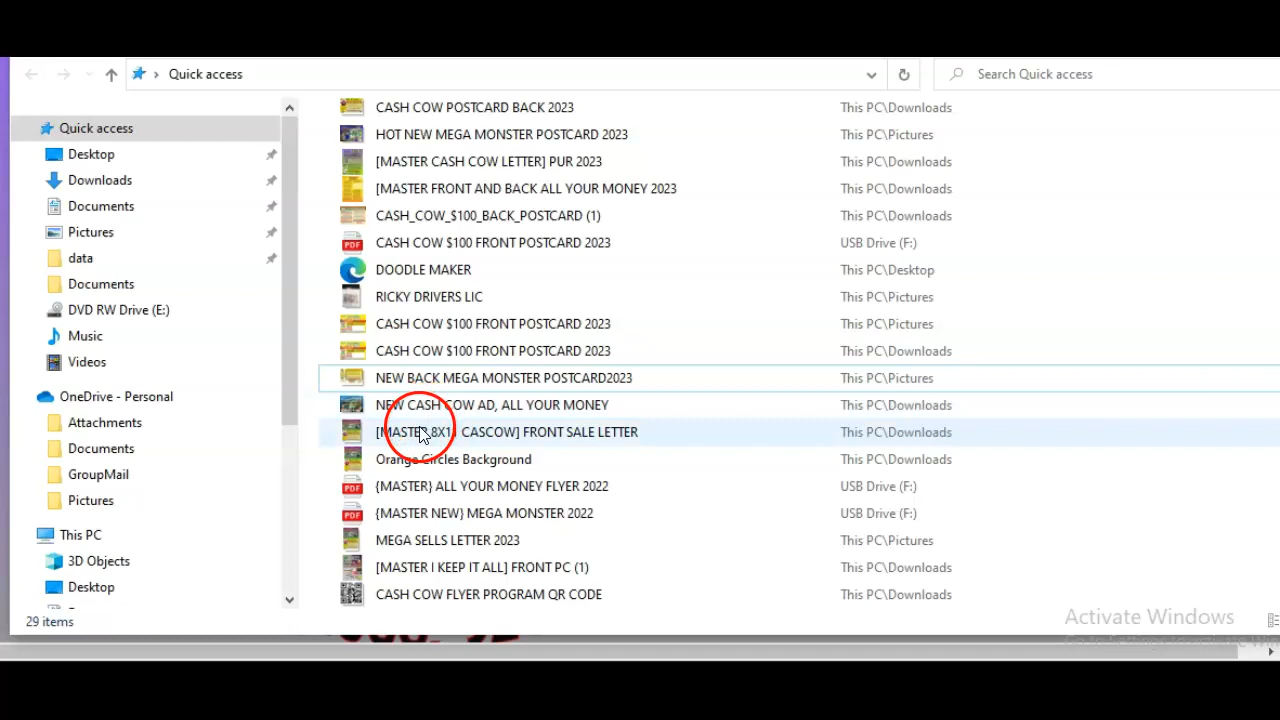 Quick access
Search Quick access
Quick access
Desktop
Downloads
Documents
Pictures
data
Documents
DVD RW Drive (E:)
Music
Videos
OneDrive - Personal
Attachments
Documents
GroupMail
Pictures
This PC
3D Objects
Desktop
CASH COW POSTCARD BACK 2023 This PC\Downloads
HOT NEW MEGA MONSTER POSTCARD 2023 This PC\Pictures
[MASTER CASH COW LETTER] PUR 2023 This PC\Downloads
[MASTER FRONT AND BACK ALL YOUR MONEY 2023 This PC\Downloads
CASH_COW_$100_BACK_POSTCARD (1) This PC\Downloads
PDF CASH COW $100 FRONT POSTCARD 2023 USB Drive (F:)
DOODLE MAKER This PC\Desktop
RICKY DRIVERS LIC This PC\Pictures
CASH COW $100 FRONT POSTCARD 2023 This PC\Pictures
CASH COW $100 FRONT POSTCARD 2023 This PC\Downloads
NEW BACK MEGA MONSTER POSTCARD2023 This PC\Pictures
NEW CASH COW AD, ALL YOUR MONEY This PC\Downloads
[MASTER CASCOW] FRONT SALE LETTER This PC\Downloads
Orange Circles Background This PC\Downloads
PDF {MASTER} ALL YOUR MONEY FLYER 2022 USB Drive (F:)
PDF {MASTER NEW} MEGA MONSTER 2022 USB Drive (F:)
MEGA SELLS LETTER 2023 This PC\Pictures
[MASTER I KEEP IT ALL] FRONT PC (1) This PC\Downloads
CASH COW FLYER PROGRAM QR CODE This PC\Downloads
29 items
Activate Windows